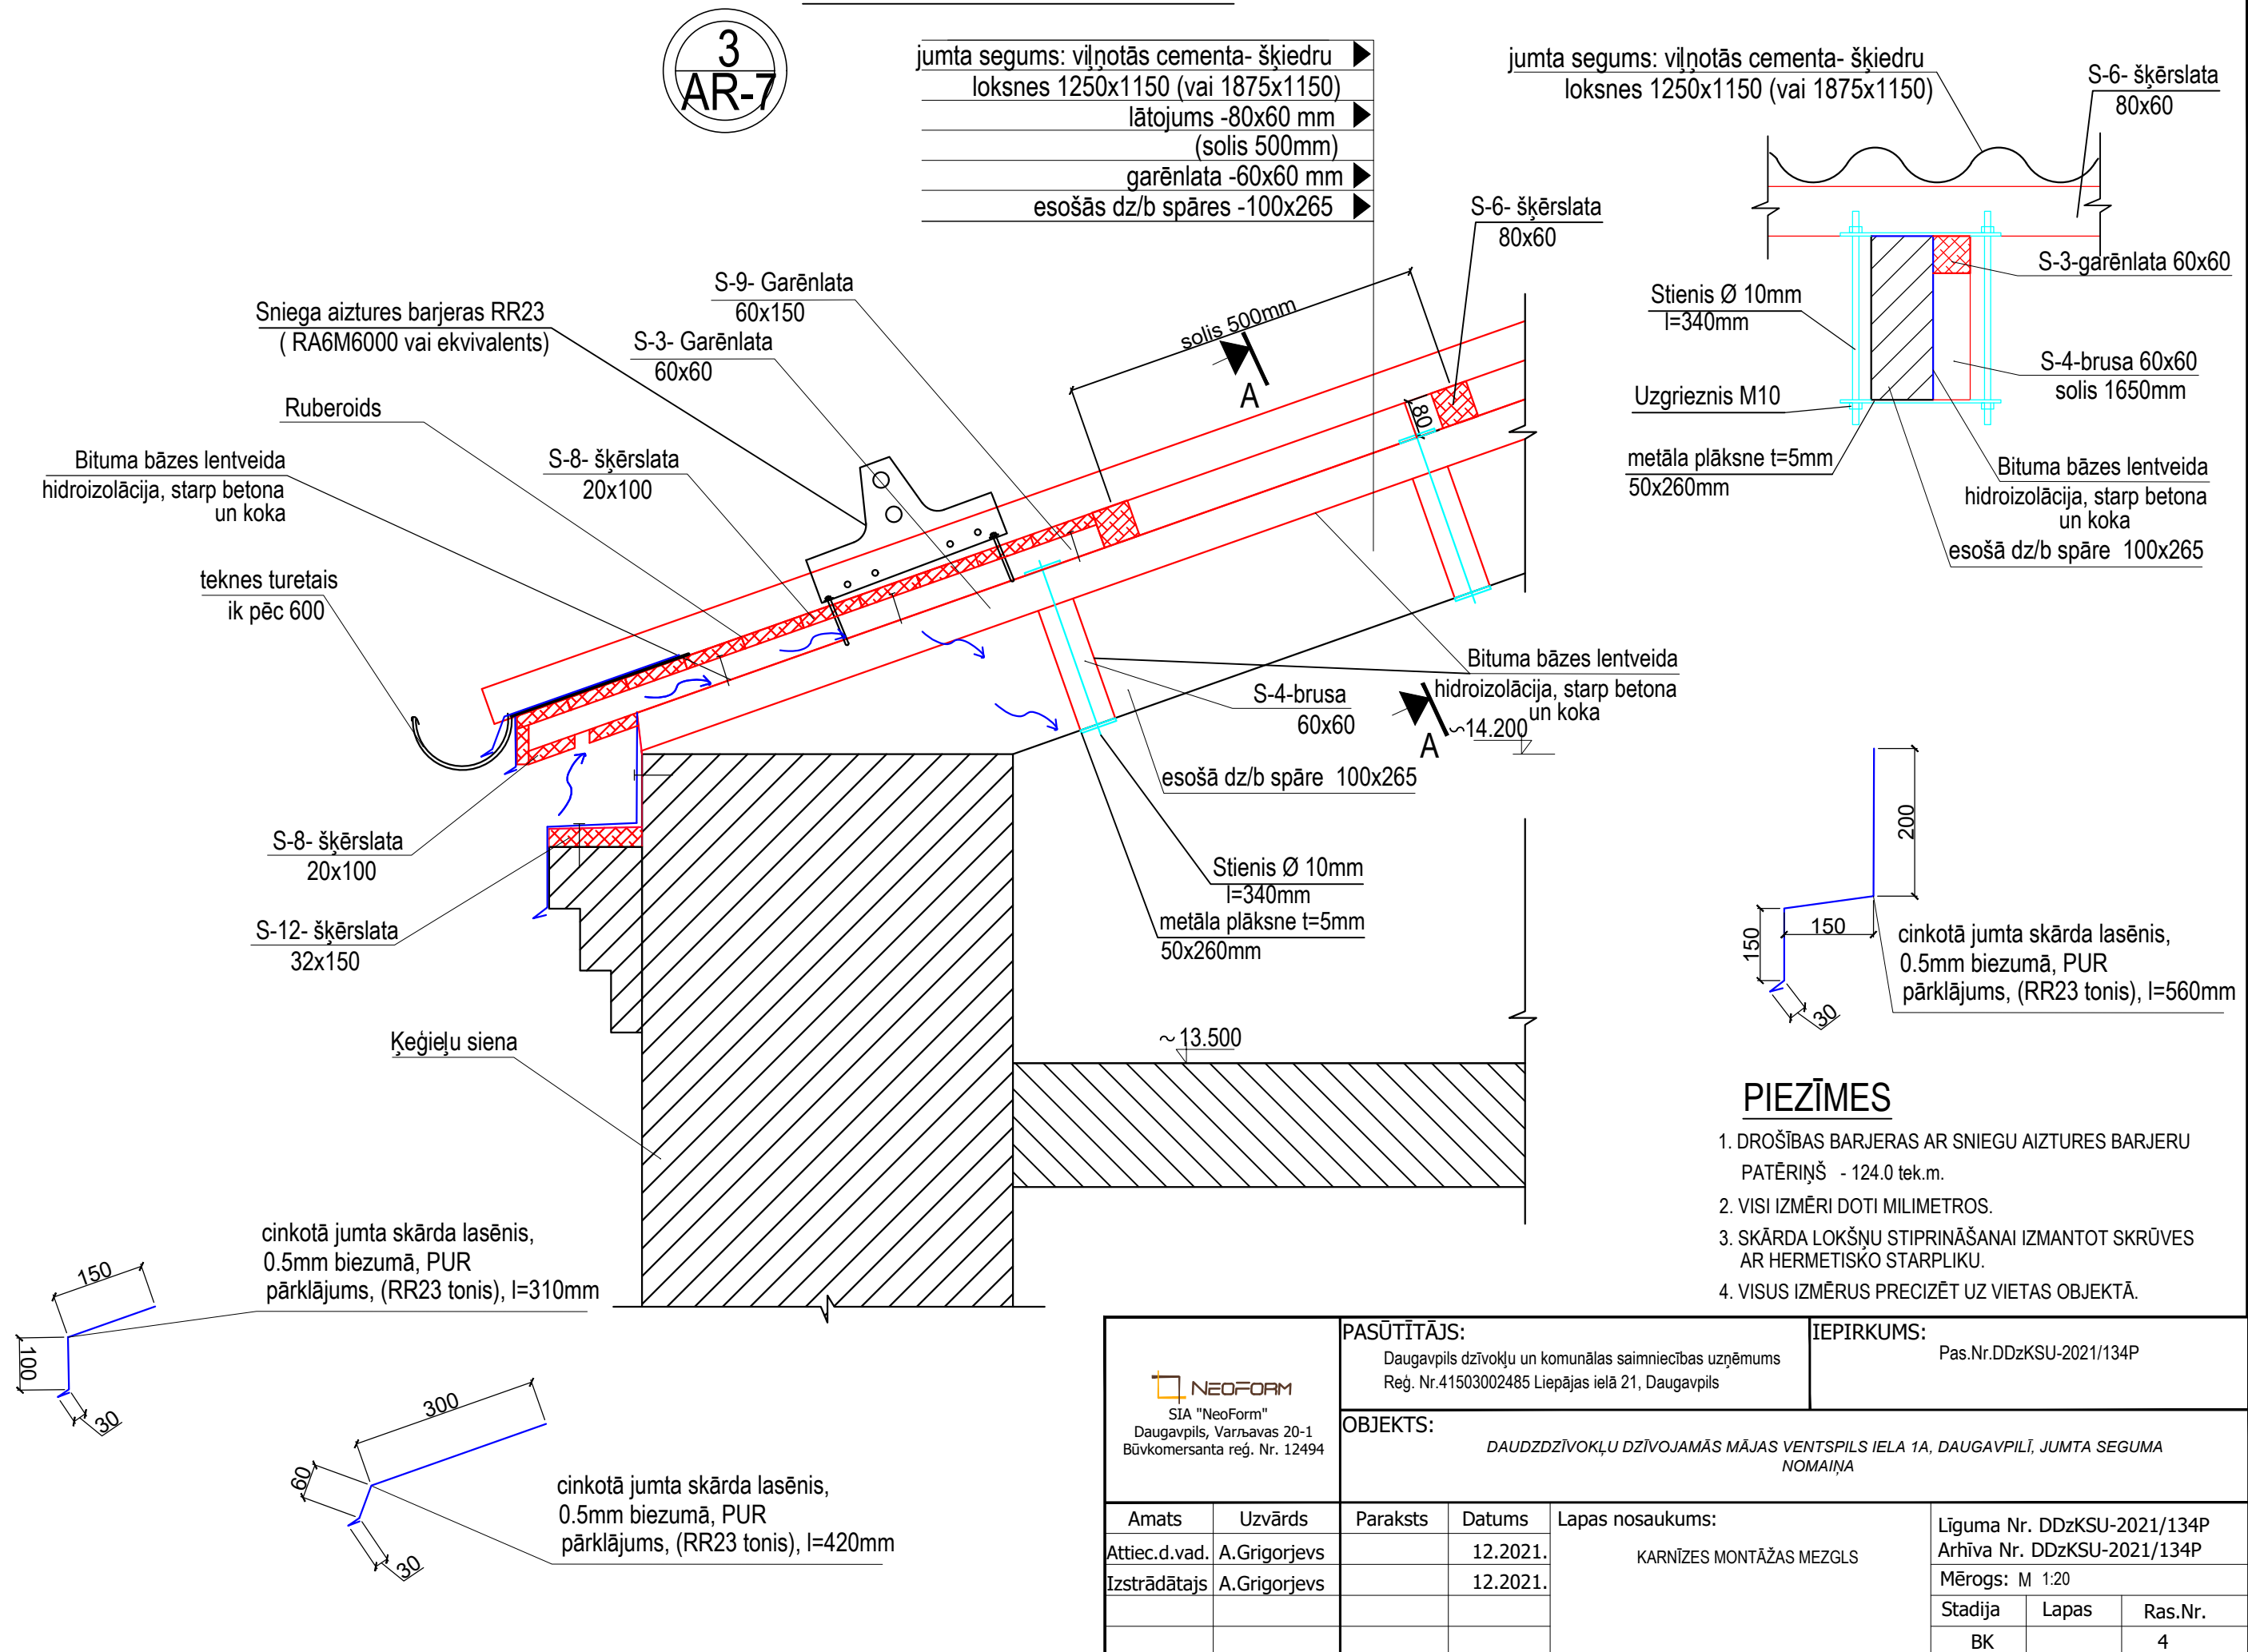 3
AR-7
jumta segums: viļņotās cementa- šķiedru
loksnes 1250x1150 (vai 1875x1150)
lātojums -80x60 mm
(solis 500mm)
garēnlata -60x60 mm
esošās dz/b spāres -100x265
jumta segums: viļņotās cementa- šķiedru
loksnes 1250x1150 (vai 1875x1150)
S-6- šķērslata
80x60
S-3-garēnlata 60x60
Stienis Ø 10mm
l=340mm
S-4-brusa 60x60
solis 1650mm
Uzgrieznis M10
metāla plāksne t=5mm
50x260mm
Bituma bāzes lentveida
hidroizolācija, starp betona
un koka
esošā dz/b spāre 100x265
S-6- šķērslata
80x60
solis 500mm
A
80
S-9- Garēnlata
60x150
Sniega aiztures barjeras RR23
( RA6M6000 vai ekvivalents)
S-3- Garēnlata
60x60
Ruberoids
Bituma bāzes lentveida
hidroizolācija, starp betona
un koka
S-8- šķērslata
20x100
teknes turetais
ik pēc 600
Bituma bāzes lentveida
hidroizolācija, starp betona
un koka
S-4-brusa
60x60
A
~14.200
esošā dz/b spāre 100x265
S-8- šķērslata
20x100
S-12- šķērslata
32x150
Stienis Ø 10mm
l=340mm
metāla plāksne t=5mm
50x260mm
Ķeģieļu siena
~13.500
200
150
150
30
cinkotā jumta skārda lasēnis,
0.5mm biezumā, PUR
pārklājums, (RR23 tonis), l=560mm
PIEZĪMES
1. DROŠĪBAS BARJERAS AR SNIEGU AIZTURES BARJERU
PATĒRIŅŠ - 124.0 tek.m.
2. VISI IZMĒRI DOTI MILIMETROS.
3. SKĀRDA LOKŠŅU STIPRINĀŠANAI IZMANTOT SKRŪVES
AR HERMETISKO STARPLIKU.
4. VISUS IZMĒRUS PRECIZĒT UZ VIETAS OBJEKTĀ.
cinkotā jumta skārda lasēnis,
0.5mm biezumā, PUR
pārklājums, (RR23 tonis), l=310mm
150
100
30
300
60
30
cinkotā jumta skārda lasēnis,
0.5mm biezumā, PUR
pārklājums, (RR23 tonis), l=420mm
NEOFORM
SIA "NeoForm"
Daugavpils, Varљavas 20-1
Būvkomersanta reģ. Nr. 12494
PASŪTĪTĀJS:
Daugavpils dzīvokļu un komunālas saimniecības uzņēmums
Reģ. Nr.41503002485 Liepājas ielā 21, Daugavpils
IEPIRKUMS:
Pas.Nr.DDzKSU-2021/134P
OBJEKTS:
DAUDZDZĪVOKĻU DZĪVOJAMĀS MĀJAS VENTSPILS IELA 1A, DAUGAVPILĪ, JUMTA SEGUMA
NOMAIŅA
Amats Uzvārds Paraksts Datums
Attiec.d.vad. A.Grigorjevs 12.2021.
Izstrādātajs A.Grigorjevs 12.2021.
Lapas nosaukums:
KARNĪZES MONTĀŽAS MEZGLS
Līguma Nr. DDzKSU-2021/134P
Arhīva Nr. DDzKSU-2021/134P
Mērogs: M 1:20
Stadija Lapas Ras.Nr.
BK 4